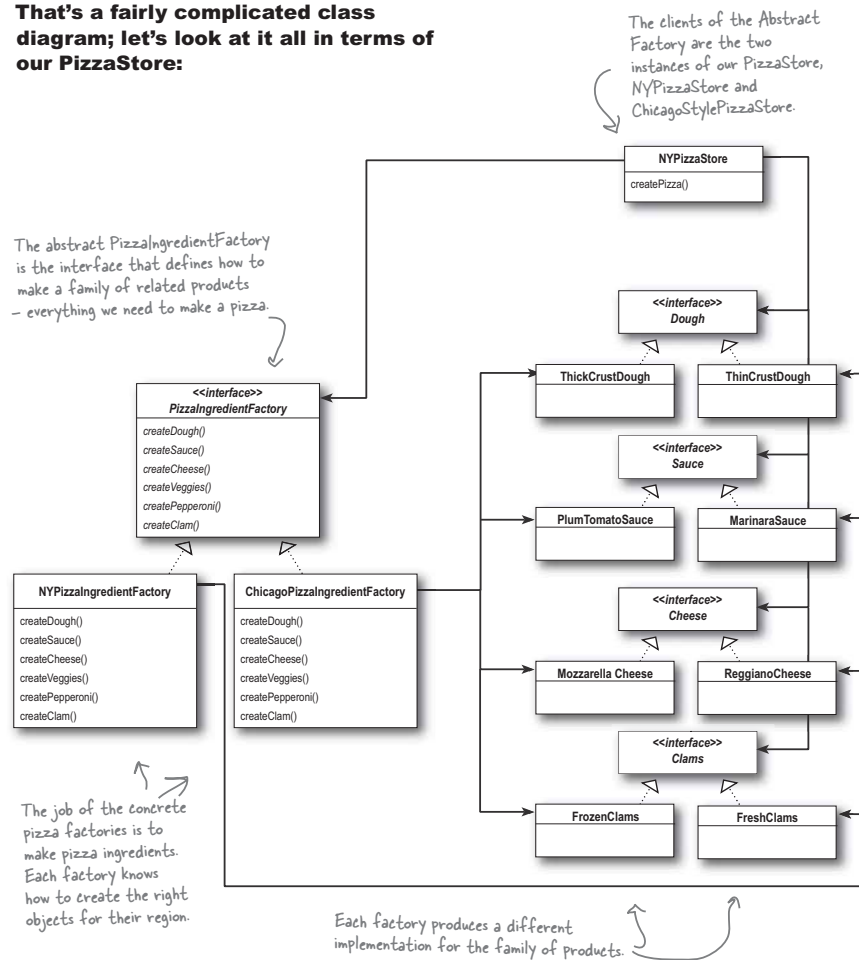 That's a fairly complicated class
diagram; let's look at it all in terms of
our PizzaStore:
The clients of the Abstract
Factory are the two
instances of our PizzaStore,
NYPizzaStore and
ChicagoStylePizzaStore.
NYPizzaStore
createPizza()
The abstract PizzaIngredientFactory
is the interface that defines how to
make a family of related products
– everything we need to make a pizza.
<<interface>>
Dough
ThickCrustDough
ThinCrustDough
<<interface>>
PizzaIngredientFactory
createDough()
createSauce()
createCheese()
createVeggies()
createPepperoni()
createClam()
<<interface>>
Sauce
PlumTomatoSauce
MarinaraSauce
NYPizzaIngredientFactory
createDough()
createSauce()
createCheese()
createVeggies()
createPepperoni()
createClam()
ChicagoPizzaIngredientFactory
createDough()
createSauce()
createCheese()
createVeggies()
createPepperoni()
createClam()
<<interface>>
Cheese
Mozzarella Cheese
ReggianoCheese
<<interface>>
Clams
FrozenClams
FreshClams
The job of the concrete
pizza factories is to
make pizza ingredients.
Each factory knows
how to create the right
objects for their region.
Each factory produces a different
implementation for the family of products.